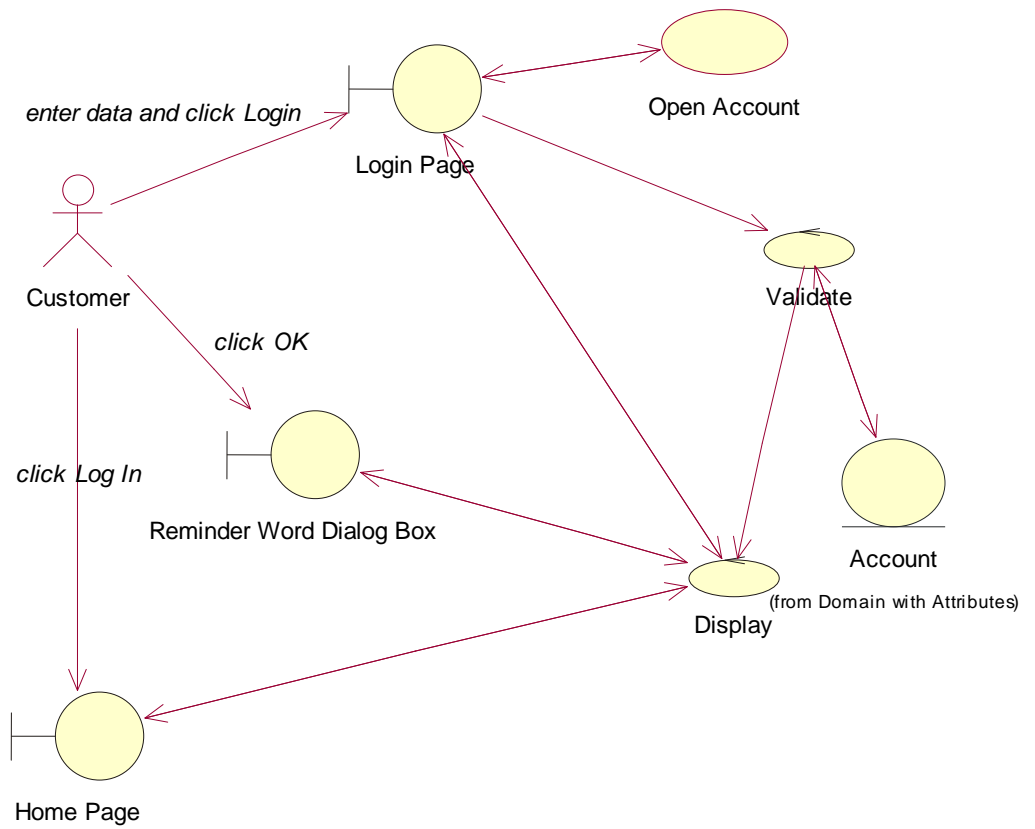 Open Account
enter data and click Login
Login Page
Customer
Validate
click OK
click Log In
Reminder Word Dialog Box
Account
(from Domain with Attributes)
Display
Home Page